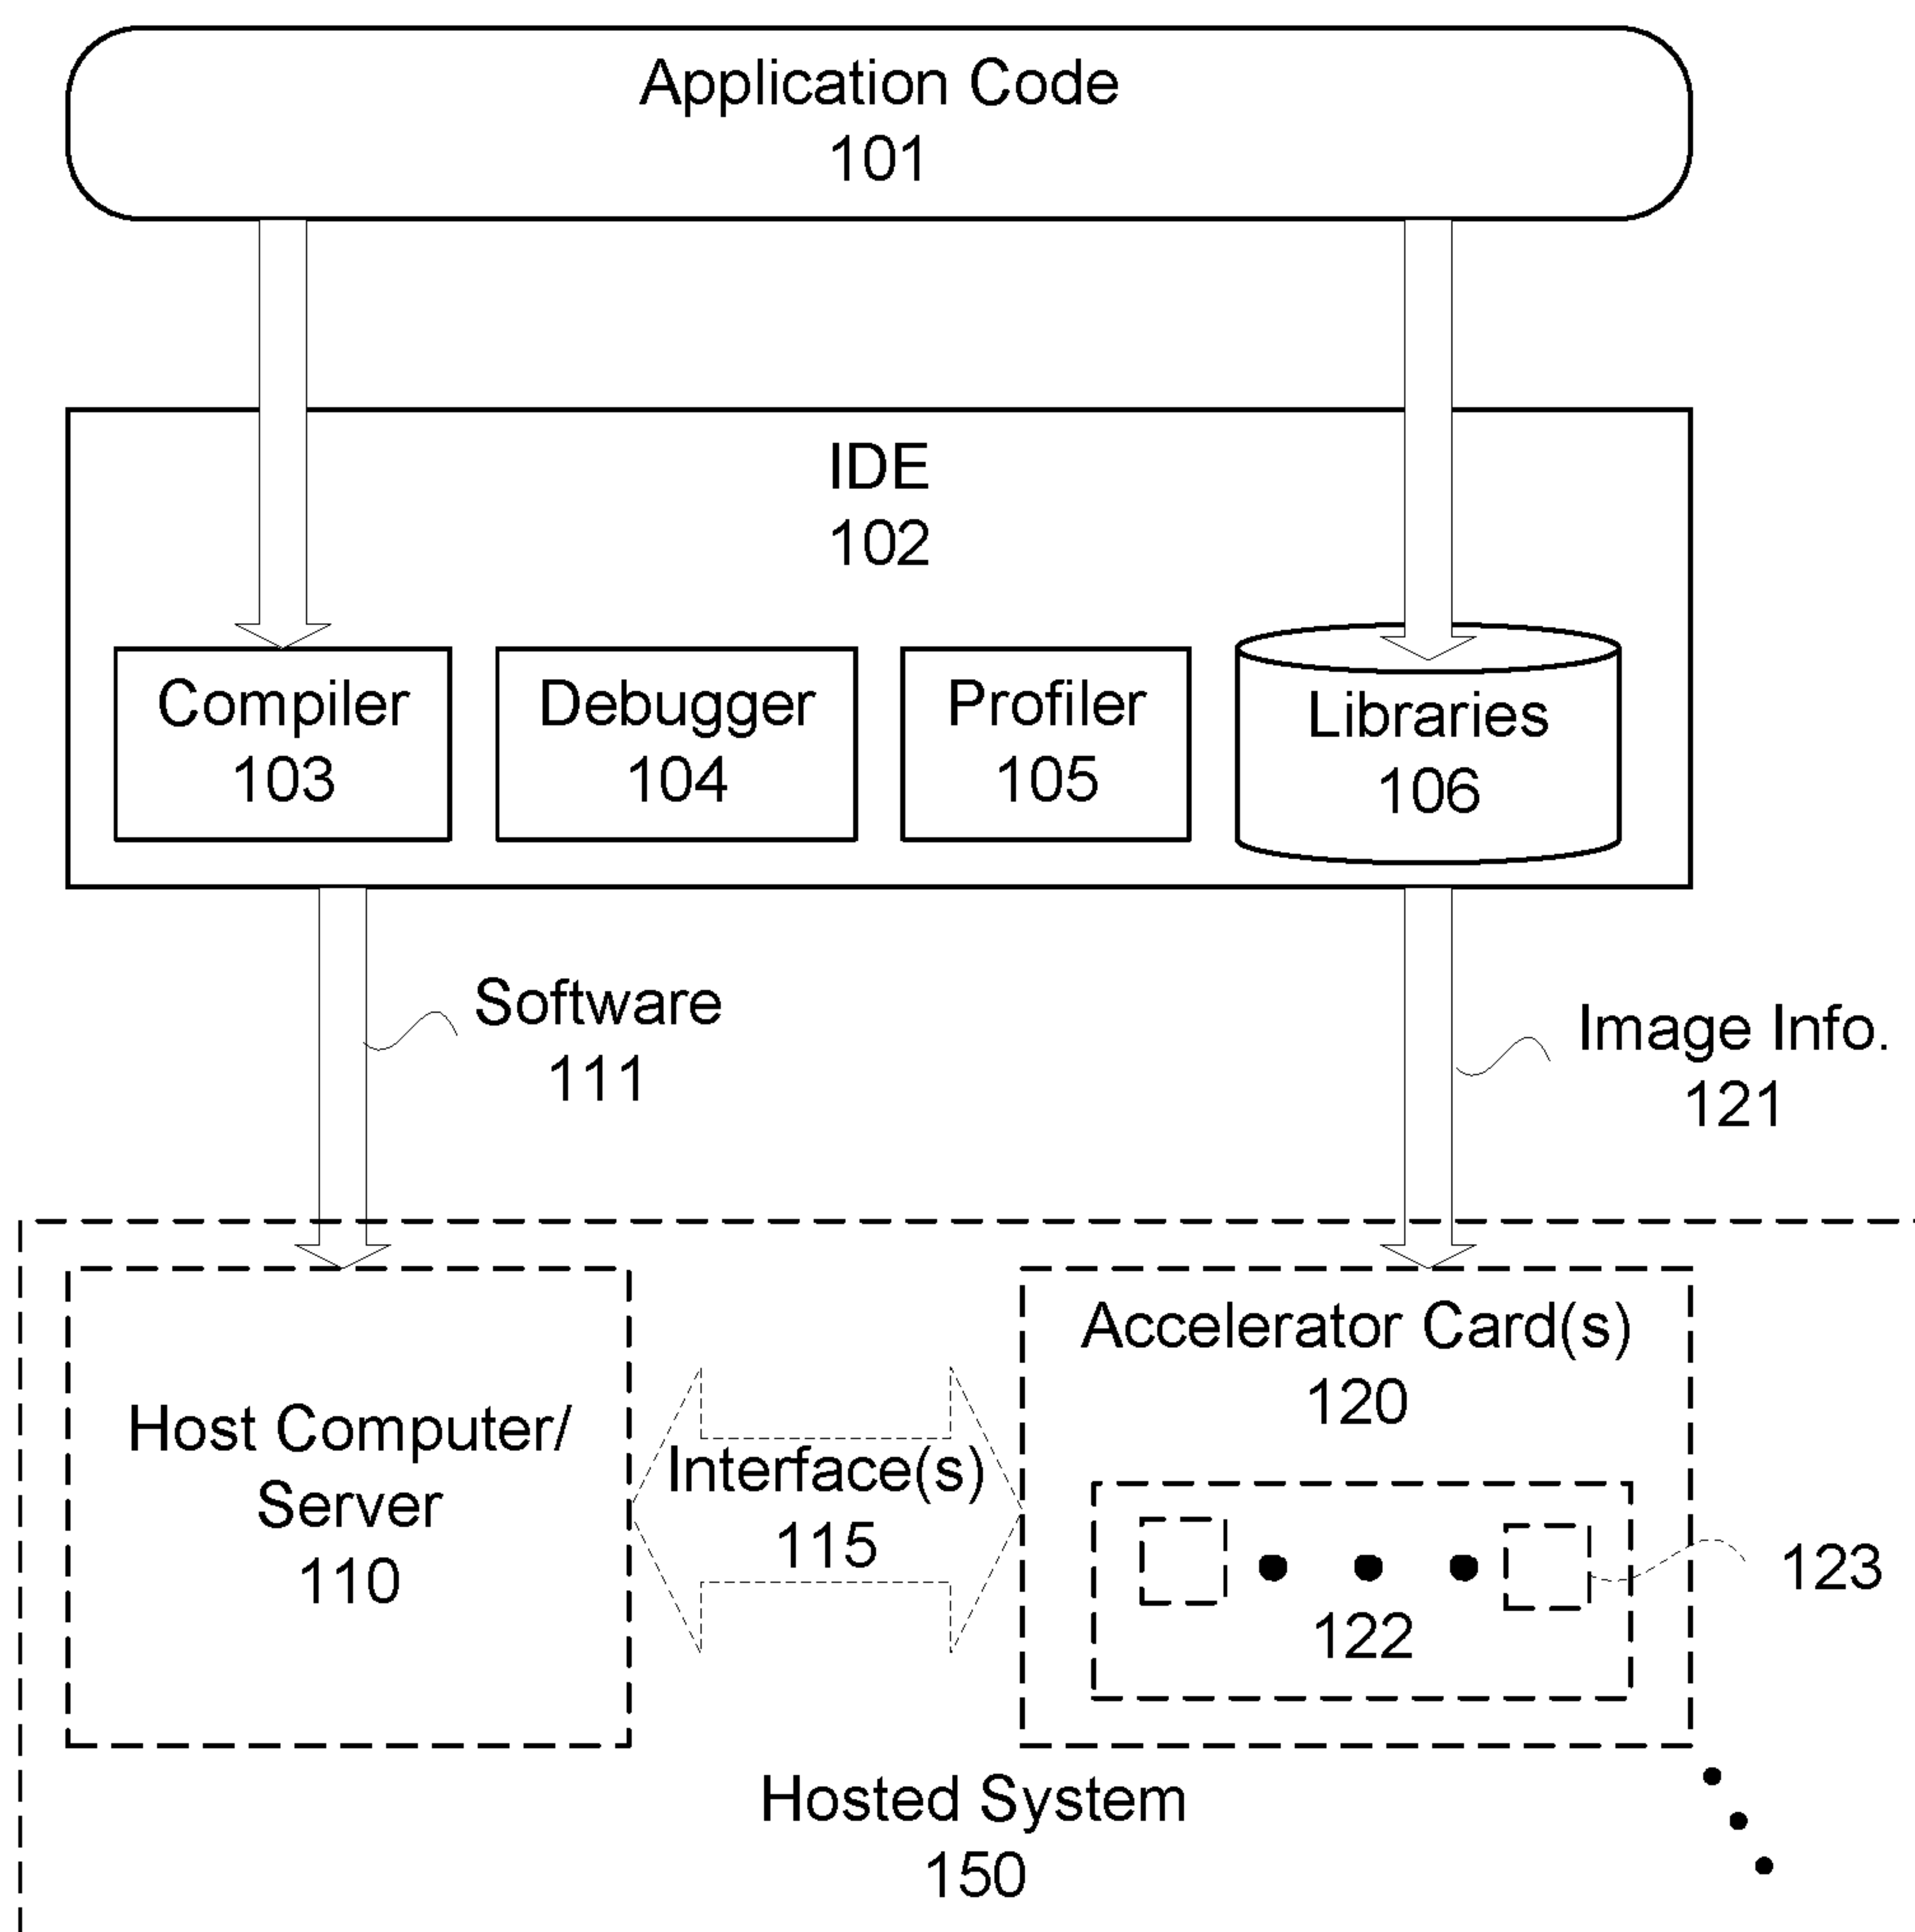 Application Code
101
IDE
102
Compiler
103
Debugger
104
Profiler
105
Libraries
106
Software
111
Image Info.
121
Host Computer/
Server
110
Interface(s)
115
Accelerator Card(s)
120
122
123
Hosted System
150